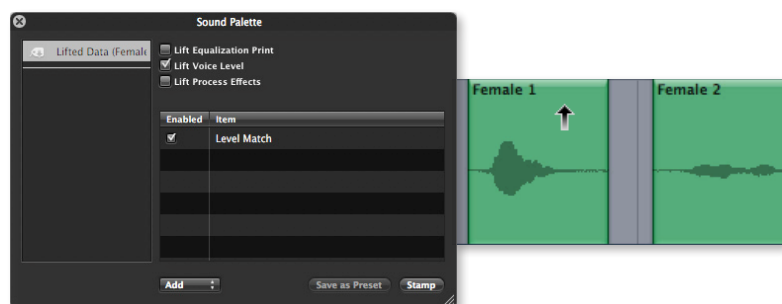 Sound Palette
Lifted Data (Female
Lift Equalization Print
Lift Voice Level
Lift Process Effects
Enabled Item
Level Match
Add Save as Preset Stamp
Female 1 Female 2